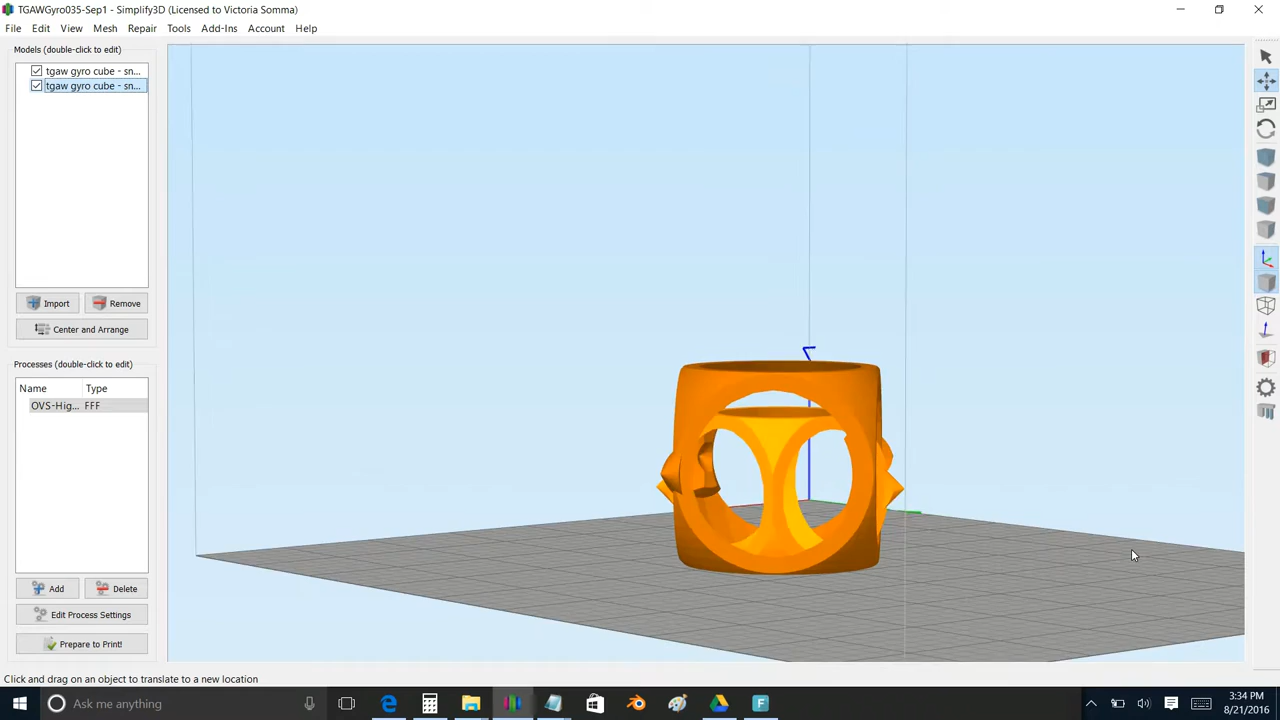 TGAWGyro035-Sep1 - Simplify3D (Licensed to Victoria Somma)
File Edit View Mesh Repair Tools Add-Ins Account Help
Models (double-click to edit)
tgaw gyro cube - sn...
tgaw gyro cube - sn...
Import Remove
Center and Arrange
Processes (double-click to edit)
Name Type
OVS-Hig... FFF
Add Delete
Edit Process Settings
Prepare to Print!
Click and drag on an object to translate to a new location
Ask me anything
3:34 PM
8/21/2016